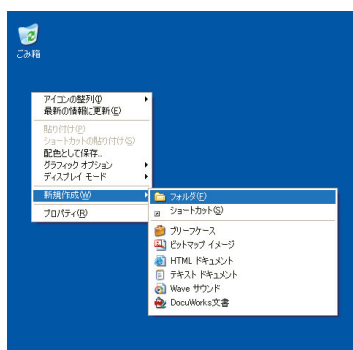 ごみ箱
アイコンの整列(I)
最新の情報に更新(E)
貼り付け(P)
ショートカットの貼り付け(S)
配色として保存...
グラフィック オプション
ディスプレイ モード
新規作成(W)
プロパティ(R)
フォルダ(F)
ショートカット(S)
ブリーフケース
ビットマップ イメージ
HTML ドキュメント
テキスト ドキュメント
Wave サウンド
DocuWorks文書